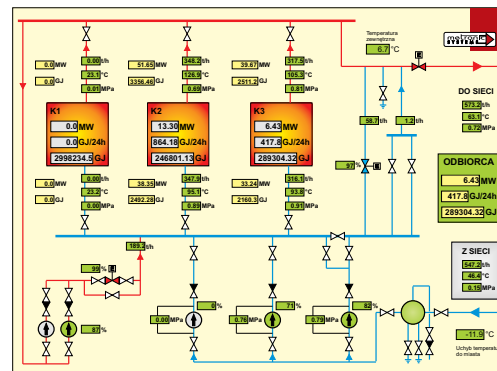 Temperatura
zewnętrzna
6.7 °C
metronic
0.0 MW
0.0 GJ
0.00 t/h
23.1 °C
0.01 MPa
51.65 MW
3356.46 GJ
348.2 t/h
126.9 °C
0.69 MPa
39.67 MW
2511.2 GJ
317.5 t/h
105.3 °C
0.81 MPa
DO SIECI
573.2 t/h
63.1 °C
0.72 MPa
K1
0.0 MW
0.0 GJ/24h
2998234.5 GJ
K2
13.30 MW
864.18 GJ/24h
246801.13 GJ
K3
6.43 MW
417.8 GJ/24h
289304.32 GJ
58.7 t/h
1.2 t/h
97 %
ODBIORCA
6.43 MW
417.8 GJ/24h
289304.32 GJ
0.0 MW
0.0 GJ
0.00 t/h
23.2 °C
0.00 MPa
38.35 MW
2492.28 GJ
347.9 t/h
95.1 °C
0.89 MPa
33.24 MW
2160.3 GJ
316.1 t/h
93.8 °C
0.91 MPa
189.2 t/h
Z SIECI
547.2 t/h
46.4 °C
0.15 MPa
99 %
87 %
0 %
0.00 MPa
71 %
0.76 MPa
82 %
0.79 MPa
-11.9 °C
Uchyb temperatu
do miasta